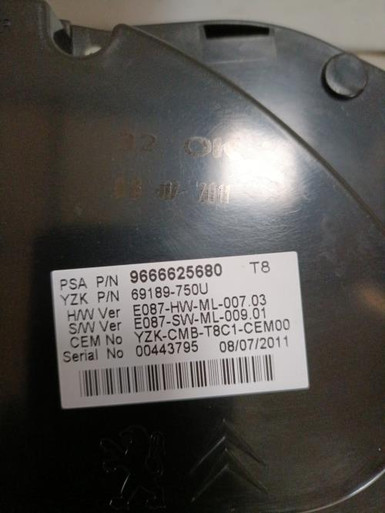 PSA P/N 9666625680 T8
YZK P/N 69189-750U
H/W Ver E087-HW-ML-007.03
S/W Ver E087-SW-ML-009.01
CEM No YZK-CMB-T8C1-CEM00
Serial No 00443795 08/07/2011